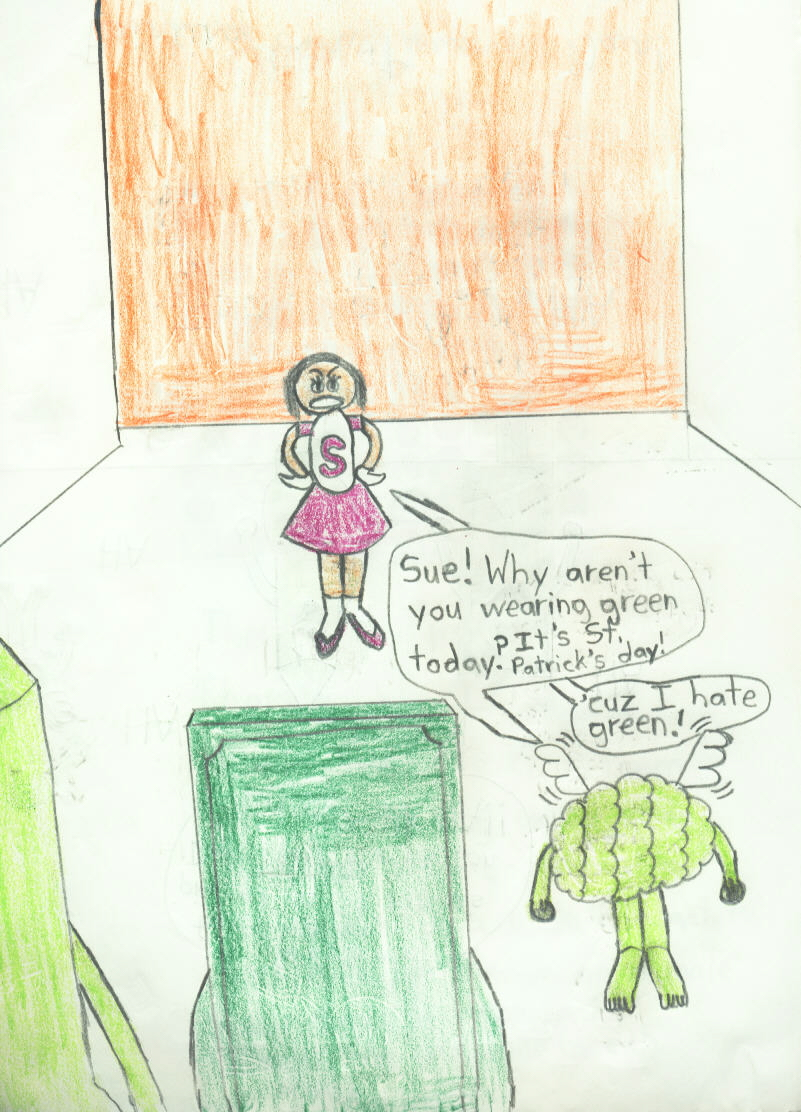 S
Sue! Why aren't
you wearing green
today? It's St.
Patrick's day!
'cuz I hate
green!